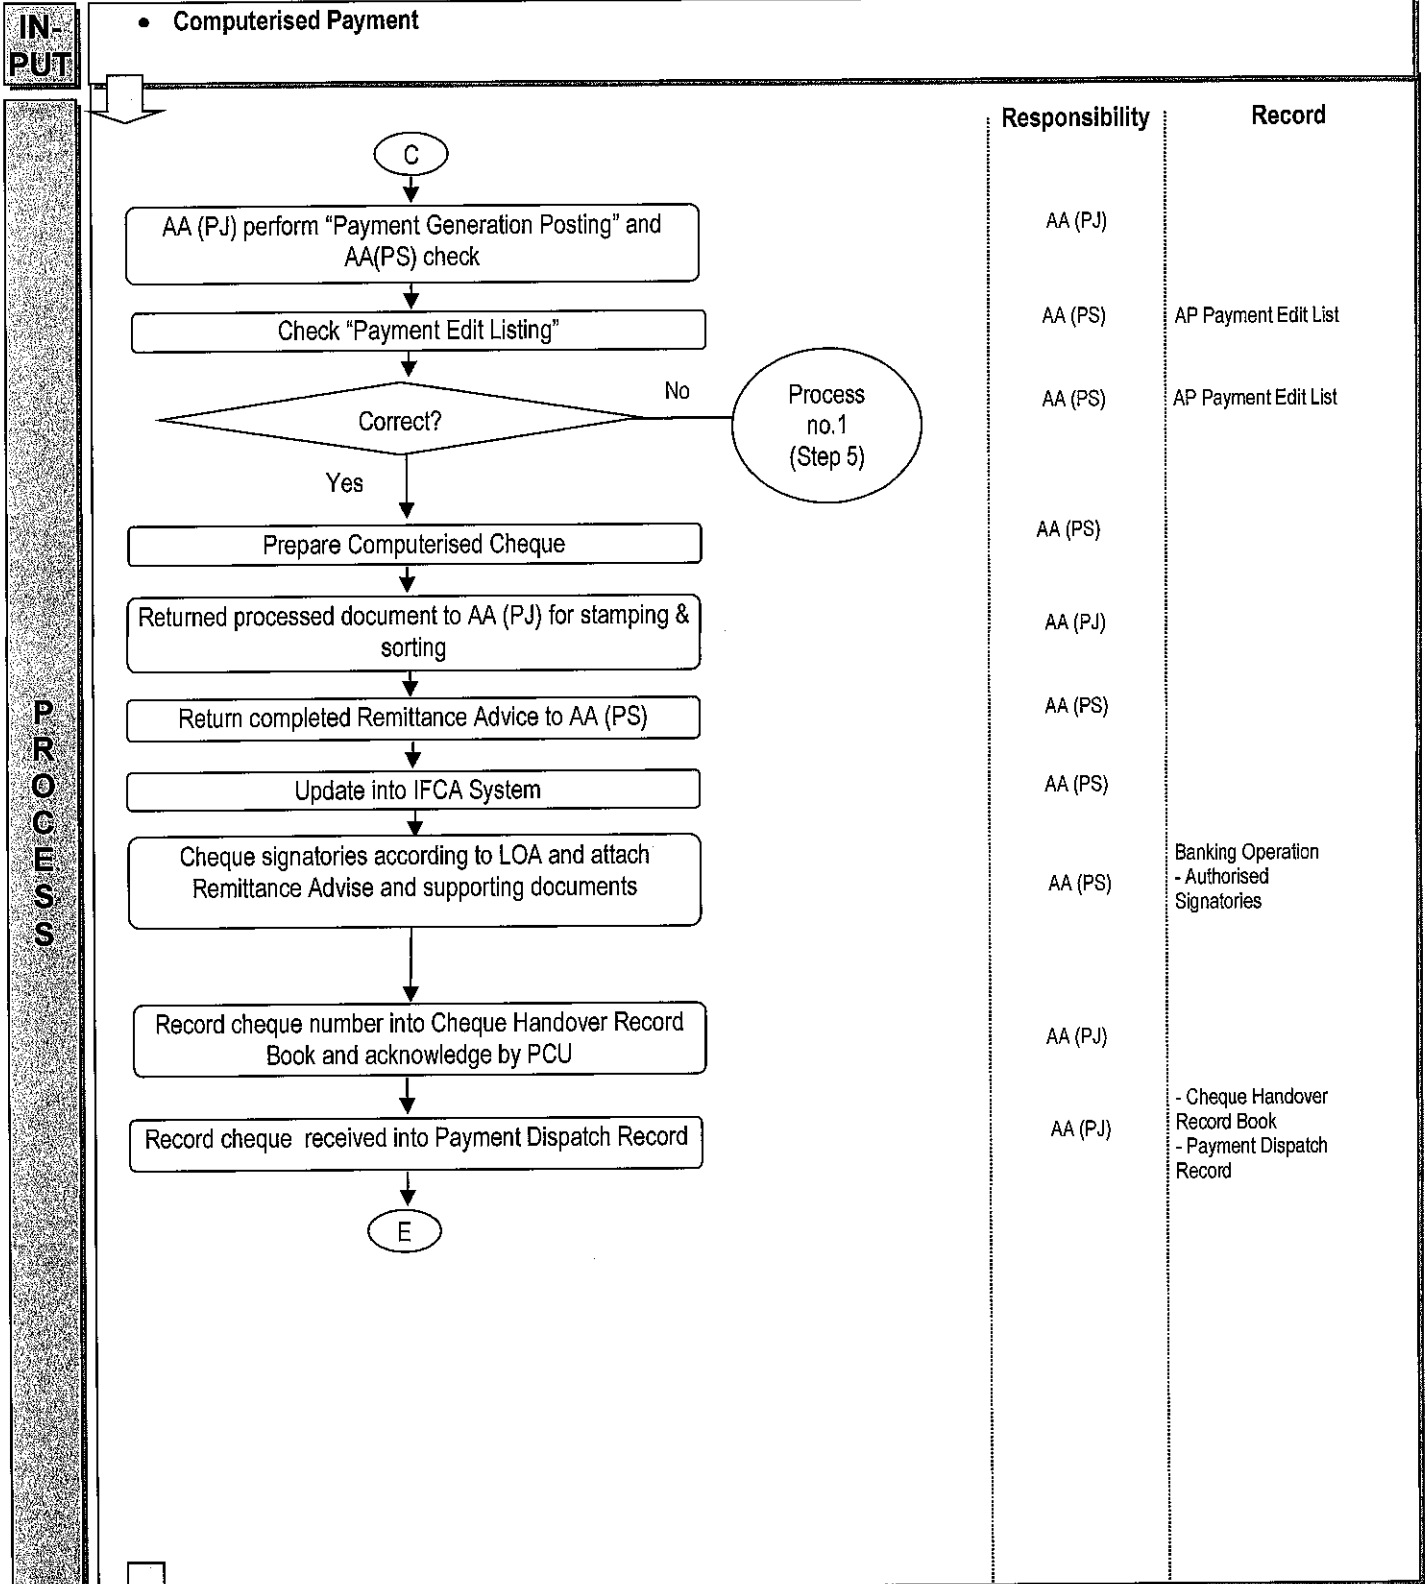 IN-
PUT
• Computerised Payment
Responsibility
Record
C
AA (PJ) perform “Payment Generation Posting” and
AA(PS) check
AA (PJ)
Check “Payment Edit Listing”
AA (PS)
AP Payment Edit List
Correct?
No
Process
no.1
(Step 5)
AA (PS)
AP Payment Edit List
Yes
Prepare Computerised Cheque
AA (PS)
Returned processed document to AA (PJ) for stamping &
sorting
AA (PJ)
Return completed Remittance Advice to AA (PS)
AA (PS)
Update into IFCA System
AA (PS)
Cheque signatories according to LOA and attach
Remittance Advise and supporting documents
AA (PS)
Banking Operation
- Authorised
Signatories
Record cheque number into Cheque Handover Record
Book and acknowledge by PCU
AA (PJ)
Record cheque received into Payment Dispatch Record
AA (PJ)
- Cheque Handover
Record Book
- Payment Dispatch
Record
E
P
R
O
C
E
S
S